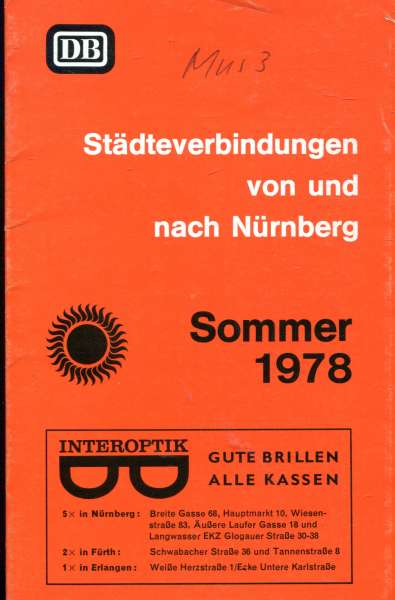 DB
Mus 3
Städteverbindungen
von und
nach Nürnberg
Sommer
1978
INTEROPTIK
GUTE BRILLEN
ALLE KASSEN
5× in Nürnberg: Breite Gasse 68, Hauptmarkt 10, Wiesen-
straße 83, Äußere Laufer Gasse 18 und
Langwasser EKZ Glogauer Straße 30-38
2× in Fürth: Schwabacher Straße 36 und Tannenstraße 8
1× in Erlangen: Weiße Herzstraße 1/Ecke Untere Karlstraße